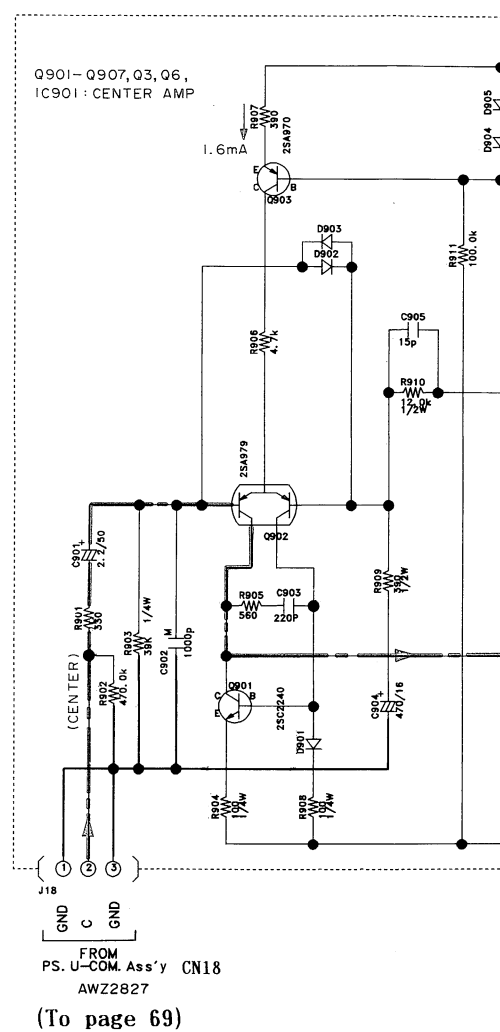 Q901-Q907, Q3, Q6,
IC901 : CENTER AMP
R907
390
1.6mA
2SA970
E
C
B
Q903
D905
D904
D903
D902
R911
100.0k
R906
4.7k
C905
15p
R910
12.0k
1/2W
2SA979
Q902
C901
+
2.2/50
R901
330
R903
39K
1/4W
C902
M
1000p
R909
390
1/2W
R905
560
C903
220P
(CENTER)
R902
470.0k
Q901
C
B
E
2SC2240
D901
C904
+
470/16
R904
100
1/4W
R908
100
1/4W
J18
1
2
3
GND
C
GND
FROM
PS. U-COM. Ass'y CN18
AWZ2827
(To page 69)